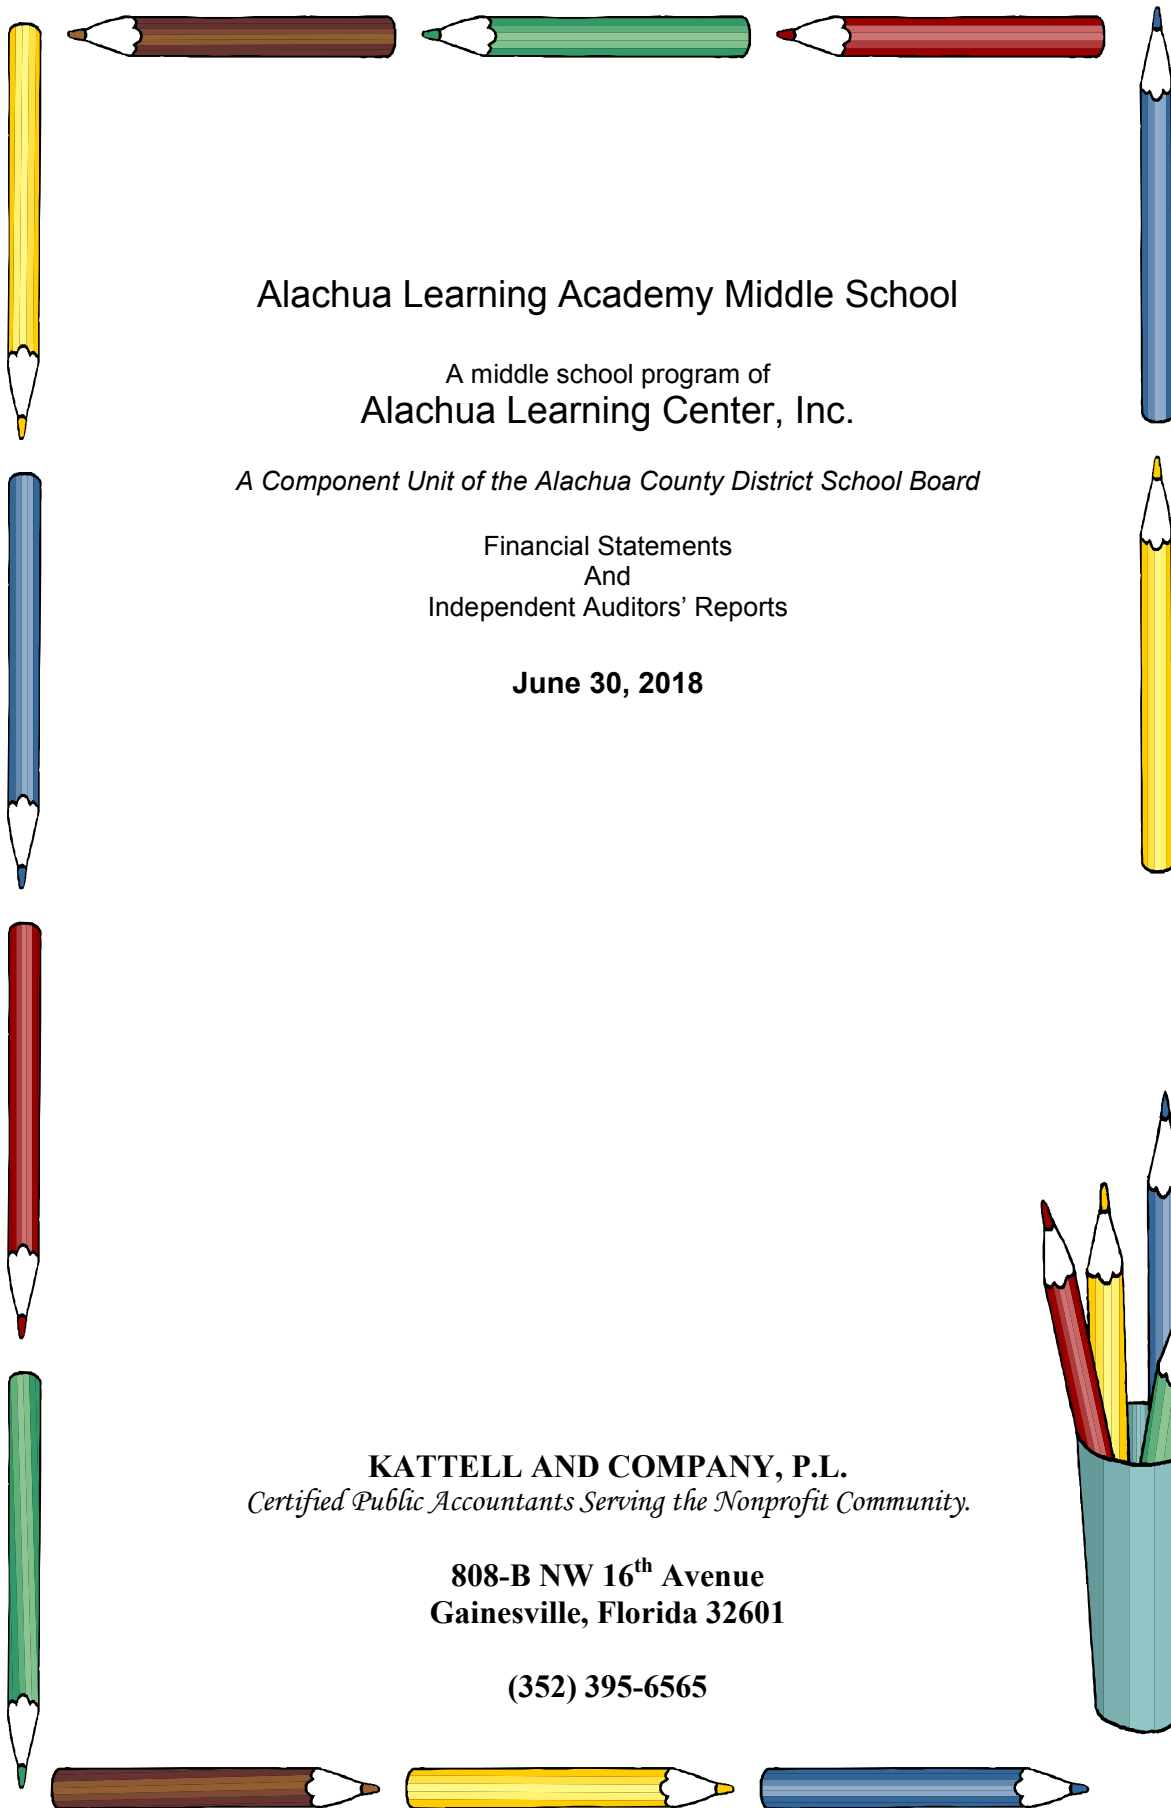 Alachua Learning Academy Middle School
A middle school program of
Alachua Learning Center, Inc.
A Component Unit of the Alachua County District School Board
Financial Statements
And
Independent Auditors’ Reports
June 30, 2018
KATTELL AND COMPANY, P.L.
Certified Public Accountants Serving the Nonprofit Community.
808-B NW 16th Avenue
Gainesville, Florida 32601
(352) 395-6565